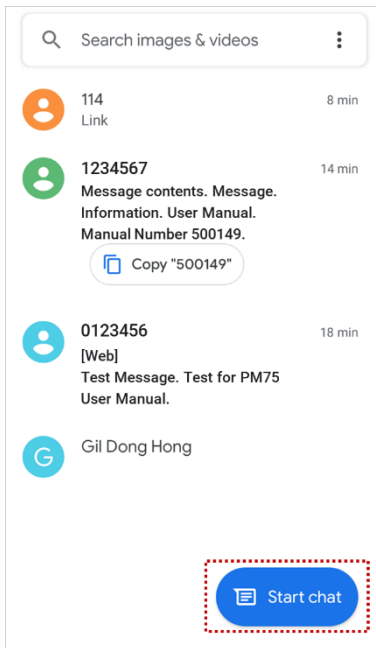 Search images & videos
114
8 min
Link
1234567
14 min
Message contents. Message.
Information. User Manual.
Manual Number 500149.
Copy "500149"
0123456
18 min
[Web]
Test Message. Test for PM75
User Manual.
G
Gil Dong Hong
Start chat